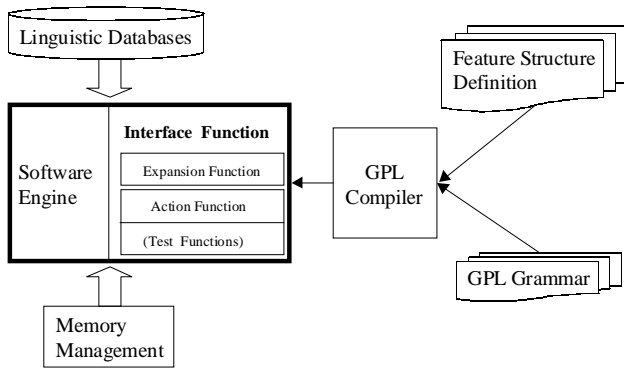 Linguistic Databases
Feature Structure
Definition
Software
Engine
Interface Function
Expansion Function
Action Function
(Test Functions)
GPL
Compiler
GPL Grammar
Memory
Management